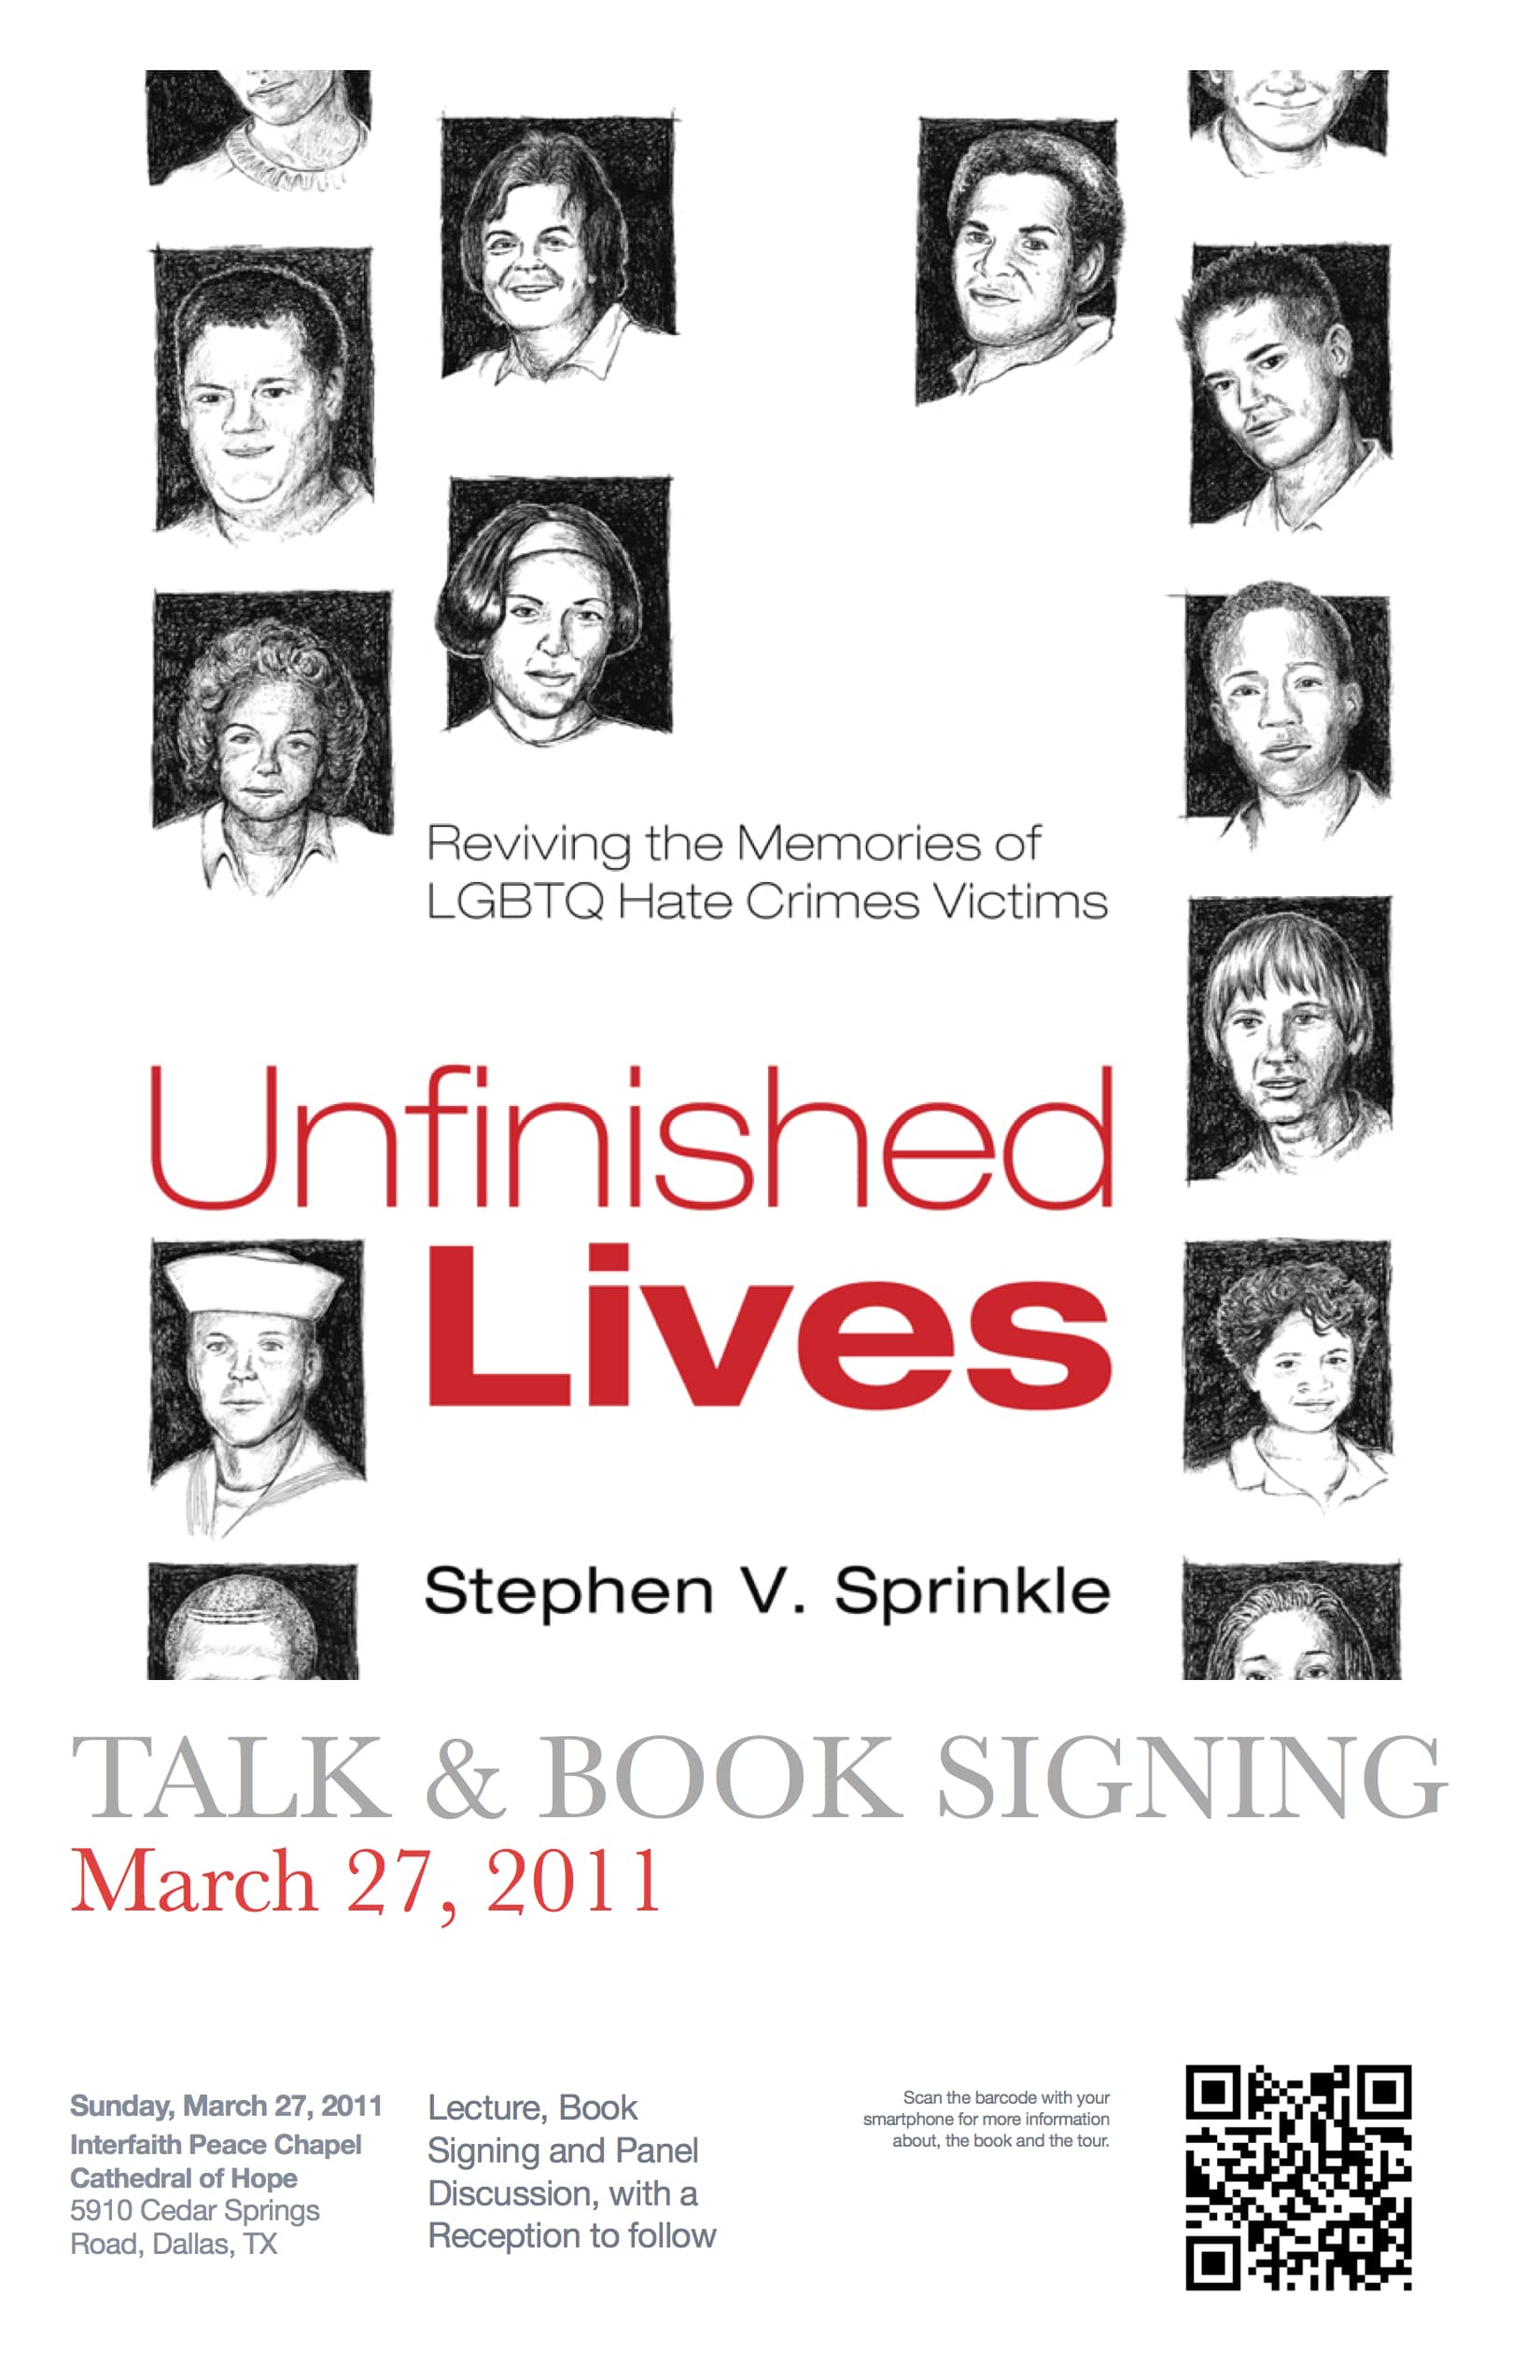 Reviving the Memories of
LGBTQ Hate Crimes Victims
Unfinished
Lives
Stephen V. Sprinkle
TALK & BOOK SIGNING
March 27, 2011
Sunday, March 27, 2011
Interfaith Peace Chapel
Cathedral of Hope
5910 Cedar Springs
Road, Dallas, TX
Lecture, Book
Signing and Panel
Discussion, with a
Reception to follow
Scan the barcode with your
smartphone for more information
about, the book and the tour.